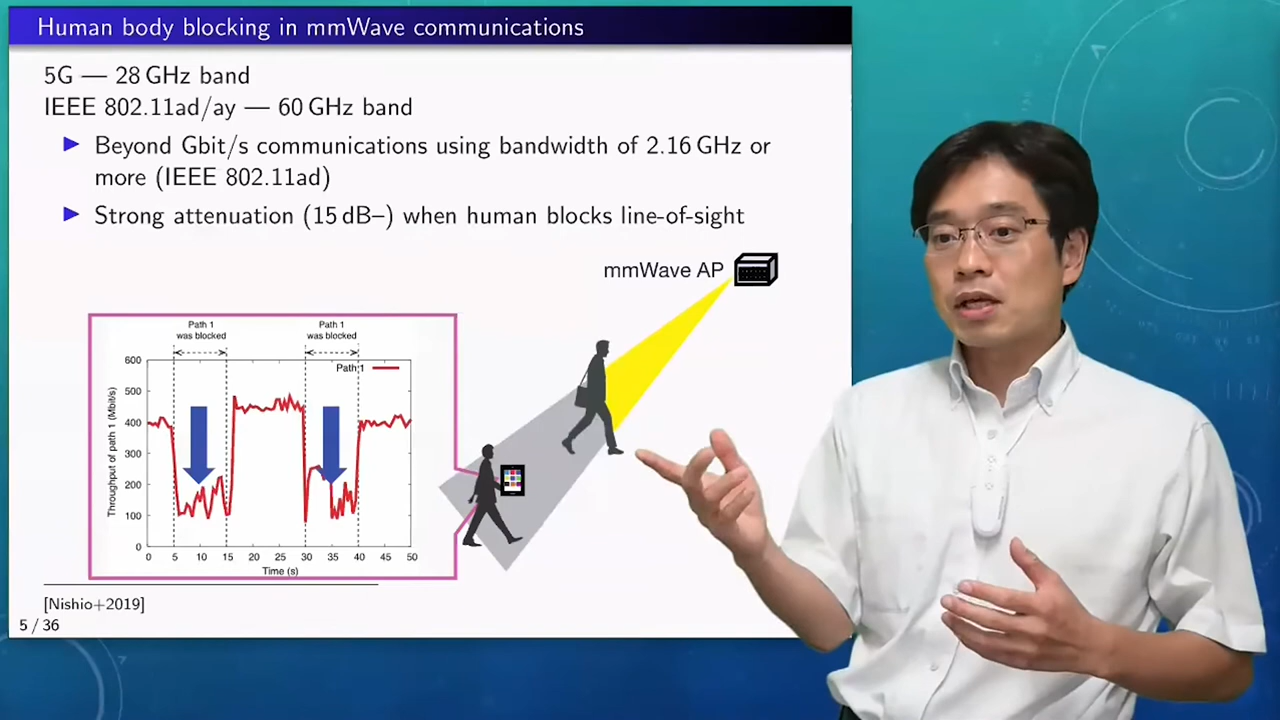 Human body blocking in mmWave communications
5G — 28 GHz band
IEEE 802.11ad/ay — 60 GHz band
Beyond Gbit/s communications using bandwidth of 2.16 GHz or
more (IEEE 802.11ad)
Strong attenuation (15 dB–) when human blocks line-of-sight
mmWave AP
Path 1
was blocked
Path 1
was blocked
Path 1
600
500
400
300
200
100
0
Throughput of path 1 (Mbit/s)
0 5 10 15 20 25 30 35 40 45 50
Time (s)
[Nishio+2019]
5 / 36